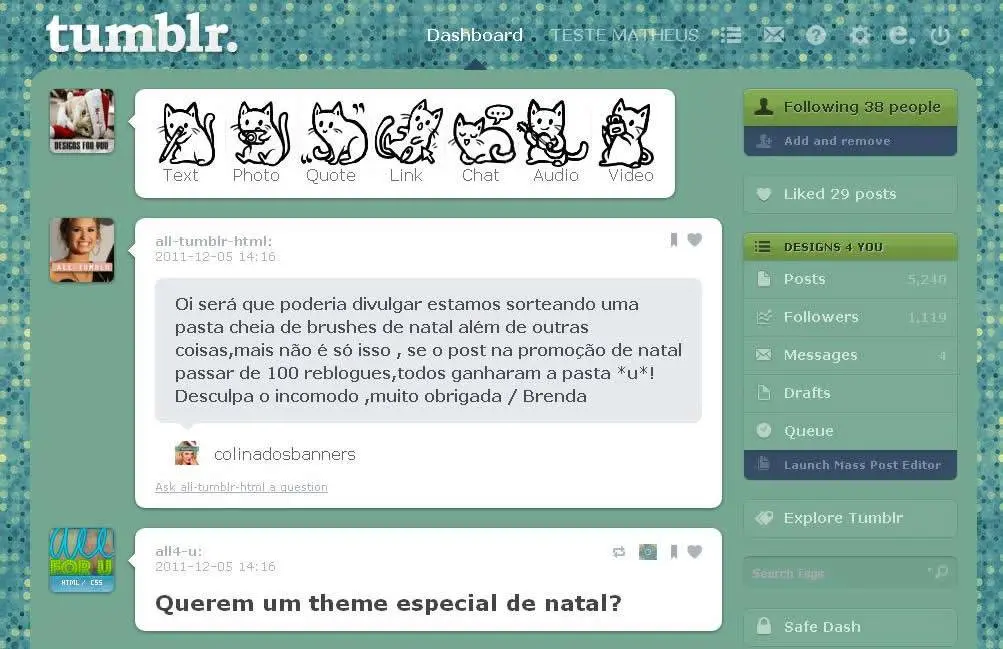 tumblr.
Dashboard TESTE MATHEUS
DESIGNS FOR YOU
Text Photo Quote Link Chat Audio Video
Following 38 people
Add and remove
Liked 29 posts
ALL TUMBLR
all-tumblr-html:
2011-12-05 14:16
Oi será que poderia divulgar estamos sorteando uma
pasta cheia de brushes de natal além de outras
coisas,mais não é só isso , se o post na promoção de natal
passar de 100 reblogues,todos ganharam a pasta *u*!
Desculpa o incomodo ,muito obrigada / Brenda
colinadosbanners
Ask all-tumblr-html a question
DESIGNS 4 YOU
Posts 5,240
Followers 1,119
Messages 4
Drafts
Queue
Launch Mass Post Editor
Explore Tumblr
Search Tags
Safe Dash
all
FOR U
HTML / CSS
all4-u:
2011-12-05 14:16
Querem um theme especial de natal?